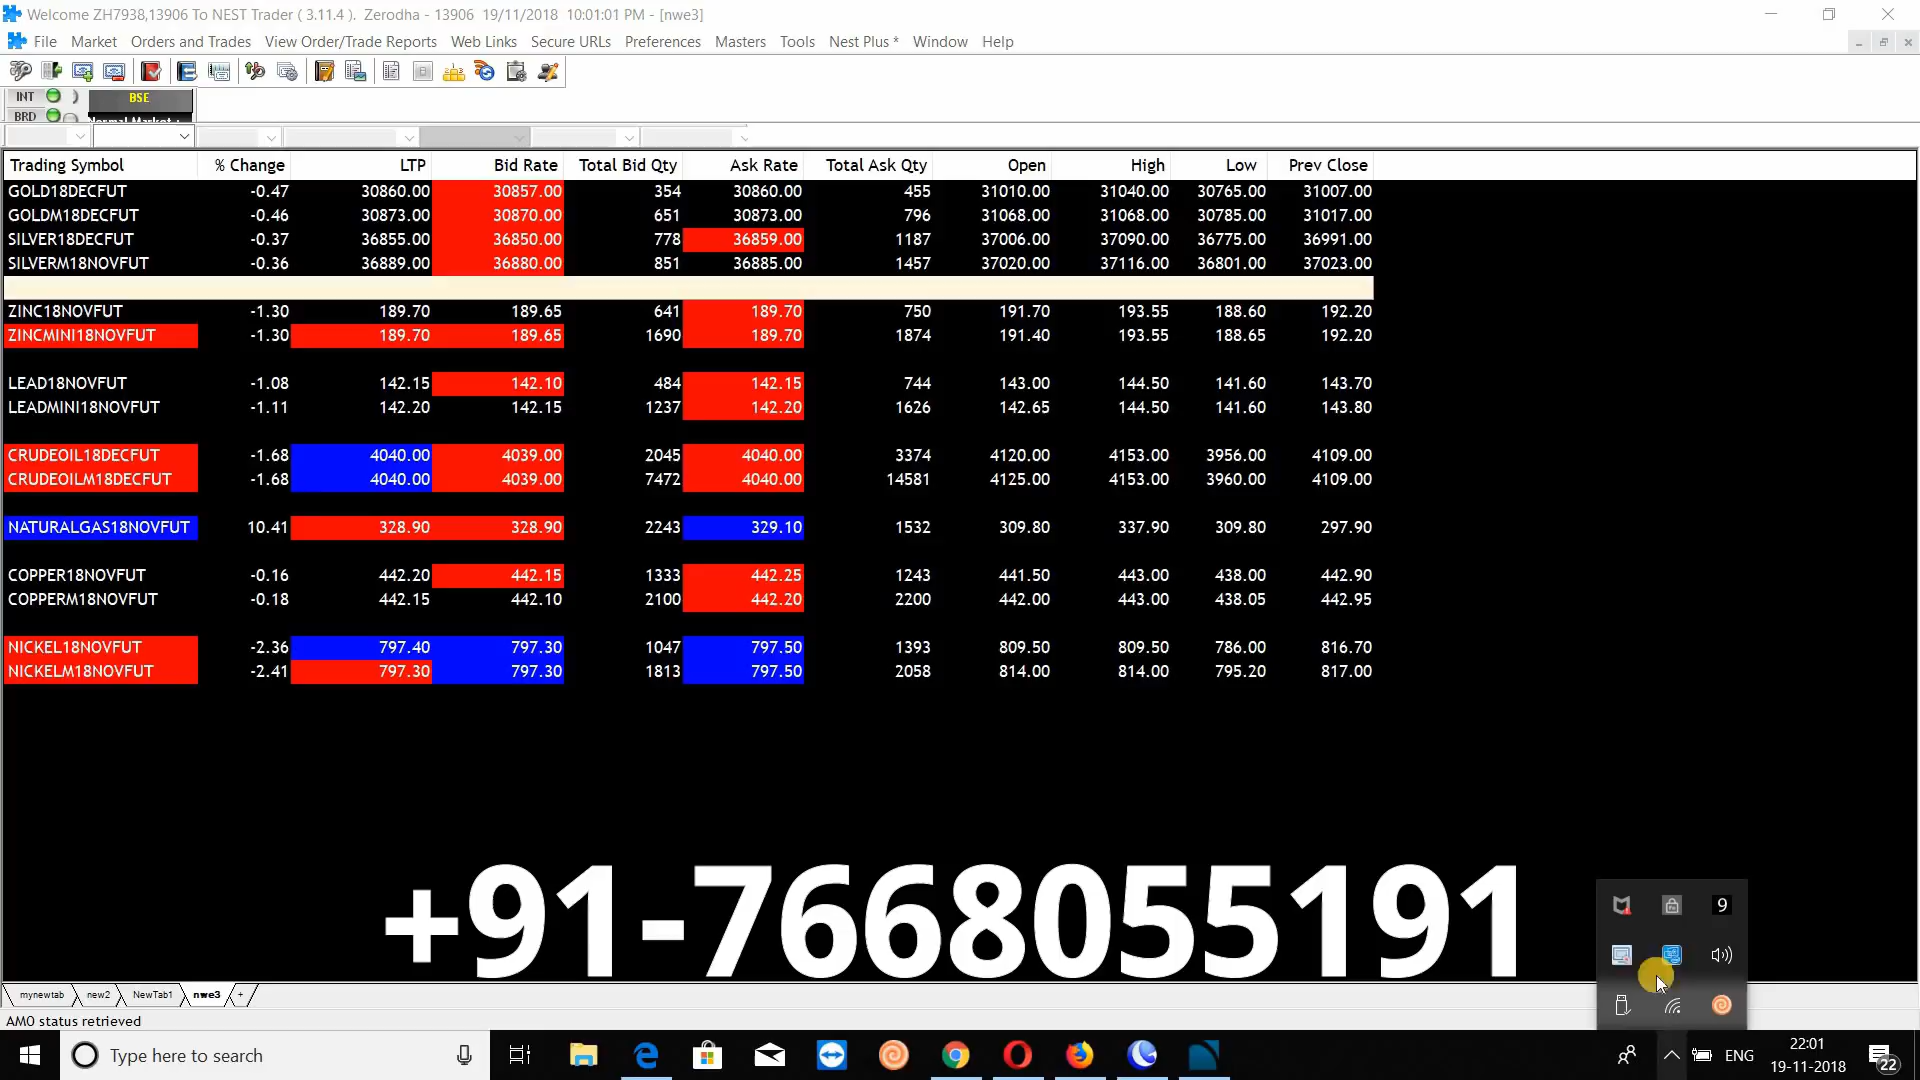 Welcome ZH7938,13906 To NEST Trader ( 3.11.4 ).  Zerodha - 13906  19/11/2018  10:01:01 PM - [nwe3]
File Market Orders and Trades View Order/Trade Reports Web Links Secure URLs Preferences Masters Tools Nest Plus * Window Help
INT BSE
BRD Normal Market :
Trading Symbol % Change LTP Bid Rate Total Bid Qty Ask Rate Total Ask Qty Open High Low Prev Close
GOLD18DECFUT -0.47 30860.00 30857.00 354 30860.00 455 31010.00 31040.00 30765.00 31007.00
GOLDM18DECFUT -0.46 30873.00 30870.00 651 30873.00 796 31068.00 31068.00 30785.00 31017.00
SILVER18DECFUT -0.37 36855.00 36850.00 778 36859.00 1187 37006.00 37090.00 36775.00 36991.00
SILVERM18NOVFUT -0.36 36889.00 36880.00 851 36885.00 1457 37020.00 37116.00 36801.00 37023.00
ZINC18NOVFUT -1.30 189.70 189.65 641 189.70 750 191.70 193.55 188.60 192.20
ZINCMINI18NOVFUT -1.30 189.70 189.65 1690 189.70 1874 191.40 193.55 188.65 192.20
LEAD18NOVFUT -1.08 142.15 142.10 484 142.15 744 143.00 144.50 141.60 143.70
LEADMINI18NOVFUT -1.11 142.20 142.15 1237 142.20 1626 142.65 144.50 141.60 143.80
CRUDEOIL18DECFUT -1.68 4040.00 4039.00 2045 4040.00 3374 4120.00 4153.00 3956.00 4109.00
CRUDEOILM18DECFUT -1.68 4040.00 4039.00 7472 4040.00 14581 4125.00 4153.00 3960.00 4109.00
NATURALGAS18NOVFUT 10.41 328.90 328.90 2243 329.10 1532 309.80 337.90 309.80 297.90
COPPER18NOVFUT -0.16 442.20 442.15 1333 442.25 1243 441.50 443.00 438.00 442.90
COPPERM18NOVFUT -0.18 442.15 442.10 2100 442.20 2200 442.00 443.00 438.05 442.95
NICKEL18NOVFUT -2.36 797.40 797.30 1047 797.50 1393 809.50 809.50 786.00 816.70
NICKELM18NOVFUT -2.41 797.30 797.30 1813 797.50 2058 814.00 814.00 795.20 817.00
+91-7668055191
9
mynewtab new2 NewTab1 nwe3 +
AMO status retrieved
Type here to search
ENG
22:01
19-11-2018
22